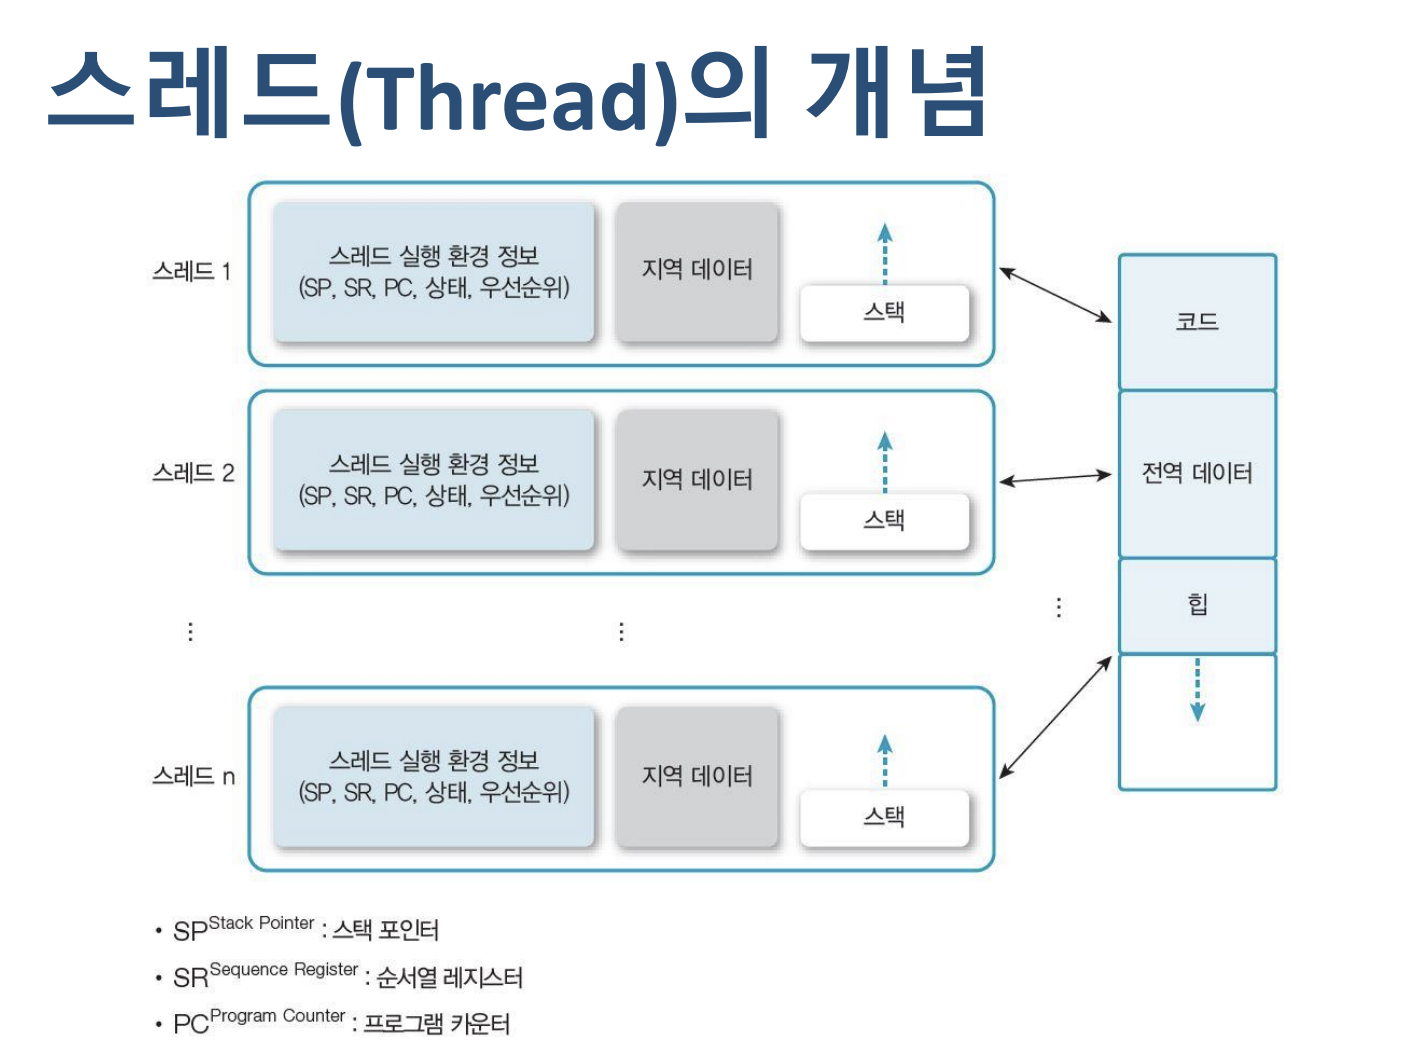 스레드(Thread)의 개념
스레드 1
스레드 실행 환경 정보
(SP, SR, PC, 상태, 우선순위)
지역 데이터
스택
스레드 2
스레드 실행 환경 정보
(SP, SR, PC, 상태, 우선순위)
지역 데이터
스택
⋮
⋮
⋮
스레드 n
스레드 실행 환경 정보
(SP, SR, PC, 상태, 우선순위)
지역 데이터
스택
코드
전역 데이터
힙
• SP Stack Pointer : 스택 포인터
• SR Sequence Register : 순서열 레지스터
• PC Program Counter : 프로그램 카운터